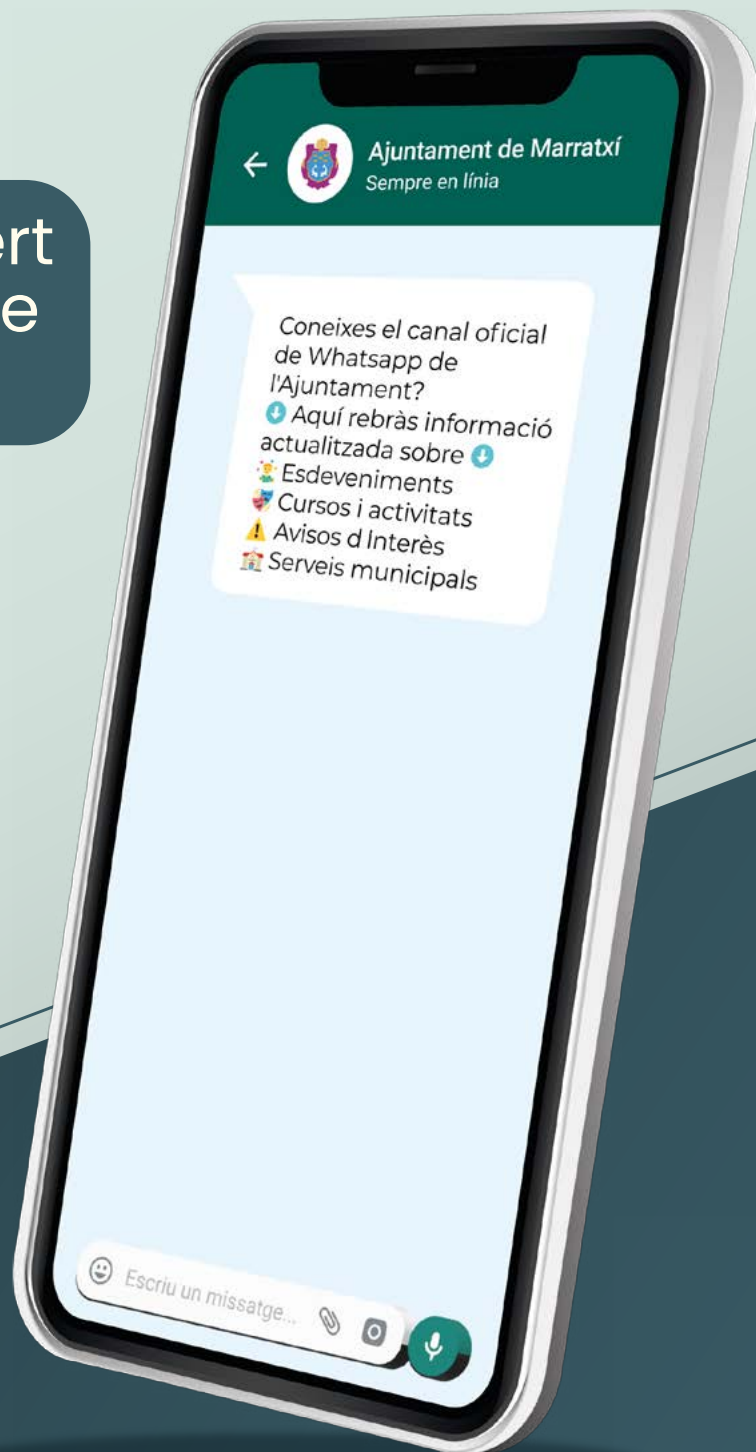 Ajuntament de Marratxí
Sempre en línia
Coneixes el canal oficial
de Whatsapp de
l'Ajuntament?
Aquí rebràs informació
actualitzada sobre
Esdeveniments
Cursos i activitats
Avisos d Interès
Serveis municipals
Escriu un missatge...